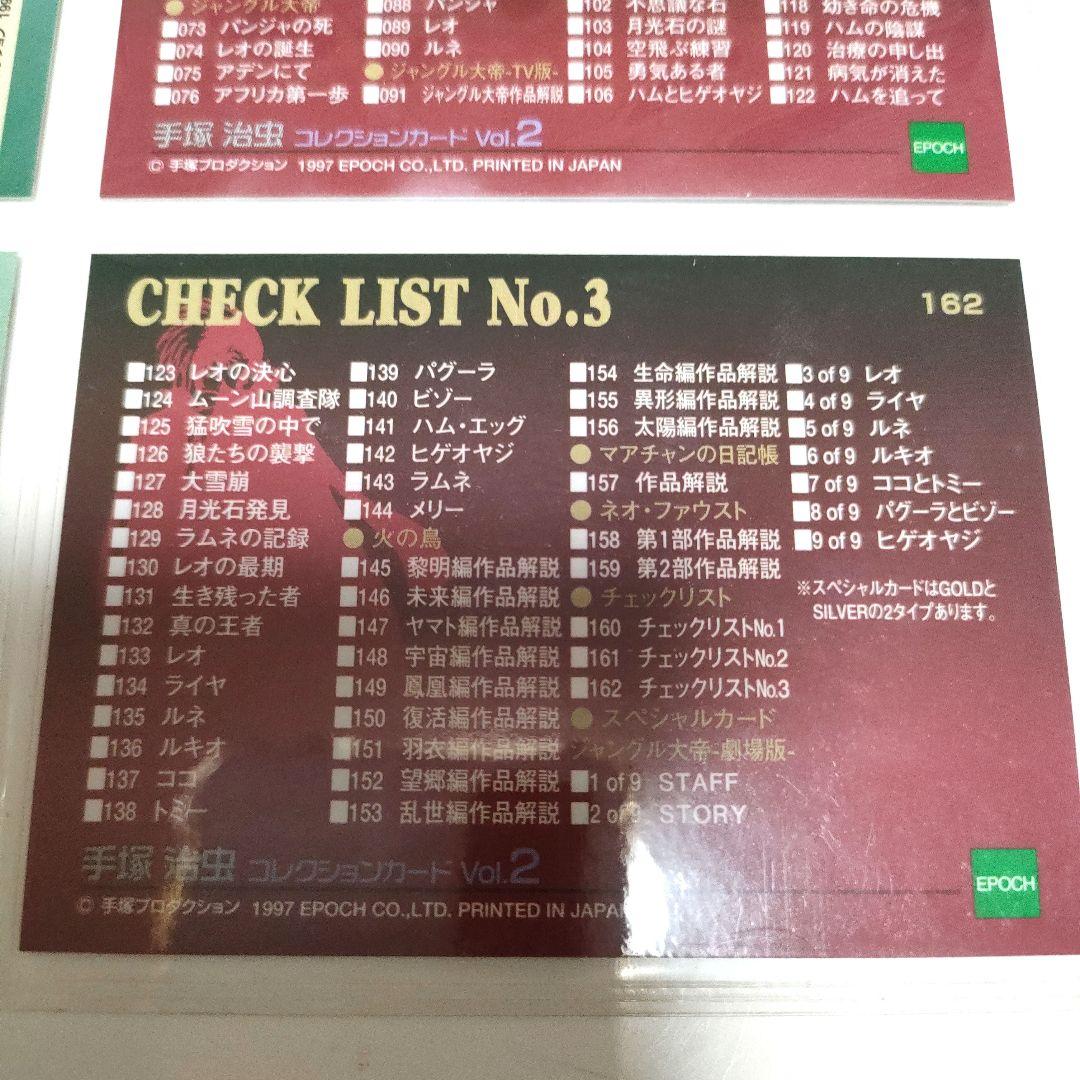 ジャングル大帝
073 パンジャの死
074 レオの誕生
075 アデンにて
076 アフリカ第一歩
088 パンジャ
089 レオ
090 ルネ
ジャングル大帝-TV版-
091 ジャングル大帝作品解説
102 不思議な石
103 月光石の謎
104 空飛ぶ練習
105 勇気ある者
106 ハムとヒゲオヤジ
118 幼き命の危機
119 ハムの陰謀
120 治療の申し出
121 病気が消えた
122 ハムを追って
手塚 治虫 コレクションカード Vol.2
© 手塚プロダクション 1997 EPOCH CO.,LTD. PRINTED IN JAPAN
EPOCH
CHECK LIST No.3
162
123 レオの決心
124 ムーン山調査隊
125 猛吹雪の中で
126 狼たちの襲撃
127 大雪崩
128 月光石発見
129 ラムネの記録
130 レオの最期
131 生き残った者
132 真の王者
133 レオ
134 ライヤ
135 ルネ
136 ルキオ
137 ココ
138 トミー
139 パグーラ
140 ビゾー
141 ハム・エッグ
142 ヒゲオヤジ
143 ラムネ
144 メリー
火の鳥
145 黎明編作品解説
146 未来編作品解説
147 ヤマト編作品解説
148 宇宙編作品解説
149 鳳凰編作品解説
150 復活編作品解説
151 羽衣編作品解説
152 望郷編作品解説
153 乱世編作品解説
154 生命編作品解説
155 異形編作品解説
156 太陽編作品解説
マアチャンの日記帳
157 作品解説
ネオ・ファウスト
158 第1部作品解説
159 第2部作品解説
チェックリスト
160 チェックリストNo.1
161 チェックリストNo.2
162 チェックリストNo.3
スペシャルカード
ジャングル大帝-劇場版-
1 of 9 STAFF
2 of 9 STORY
3 of 9 レオ
4 of 9 ライヤ
5 of 9 ルネ
6 of 9 ルキオ
7 of 9 ココとトミー
8 of 9 パグーラとビゾー
9 of 9 ヒゲオヤジ
※スペシャルカードはGOLDと
SILVERの2タイプあります。
手塚 治虫 コレクションカード Vol.2
© 手塚プロダクション 1997 EPOCH CO.,LTD. PRINTED IN JAPAN
EPOCH